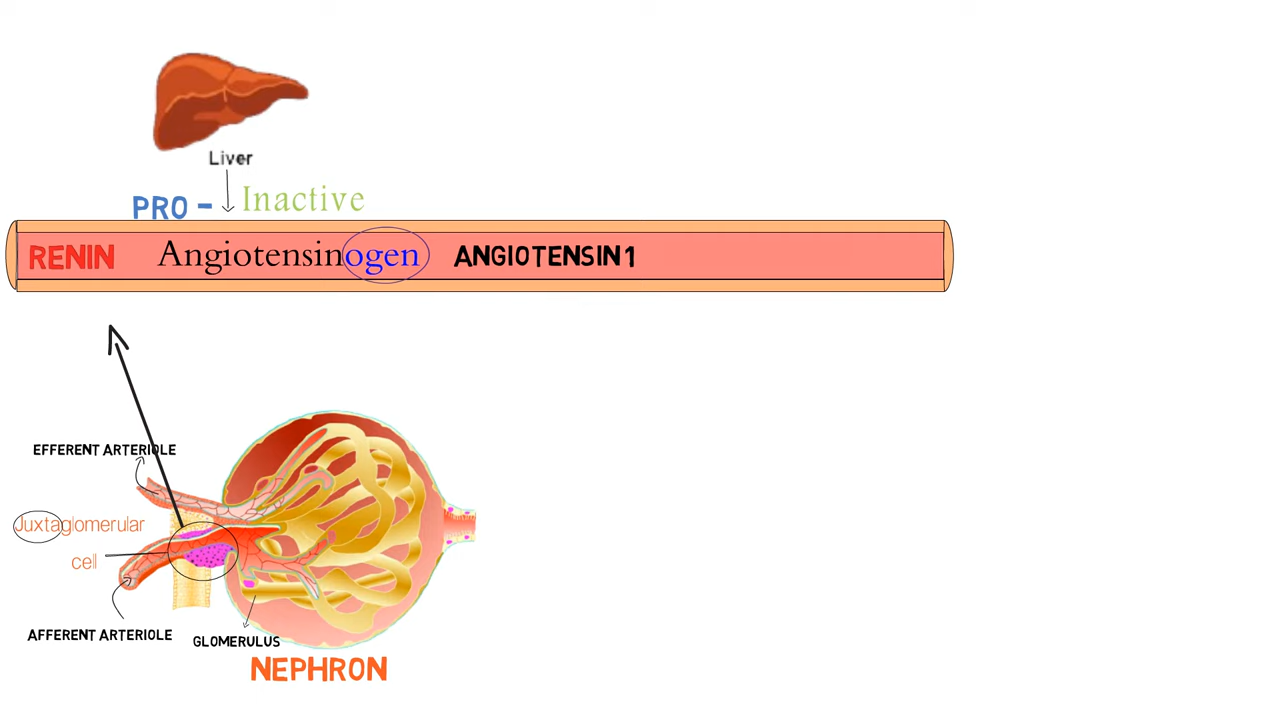 Liver
PRO - Inactive
RENIN Angiotensinogen ANGIOTENSIN 1
EFFERENT ARTERIOLE
Juxtaglomerular
cell
AFFERENT ARTERIOLE
GLOMERULUS
NEPHRON